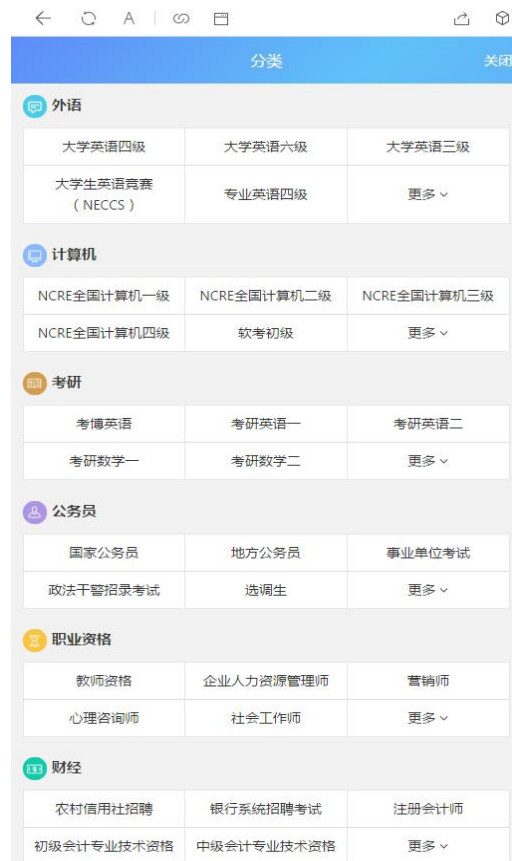 A
分类
关闭
外语
大学英语四级 大学英语六级 大学英语三级
大学生英语竞赛
（NECCS） 专业英语四级 更多
计算机
NCRE全国计算机一级 NCRE全国计算机二级 NCRE全国计算机三级
NCRE全国计算机四级 软考初级 更多
考研
考博英语 考研英语一 考研英语二
考研数学一 考研数学二 更多
公务员
国家公务员 地方公务员 事业单位考试
政法干警招录考试 选调生 更多
职业资格
教师资格 企业人力资源管理师 营销师
心理咨询师 社会工作师 更多
财经
农村信用社招聘 银行系统招聘考试 注册会计师
初级会计专业技术资格 中级会计专业技术资格 更多